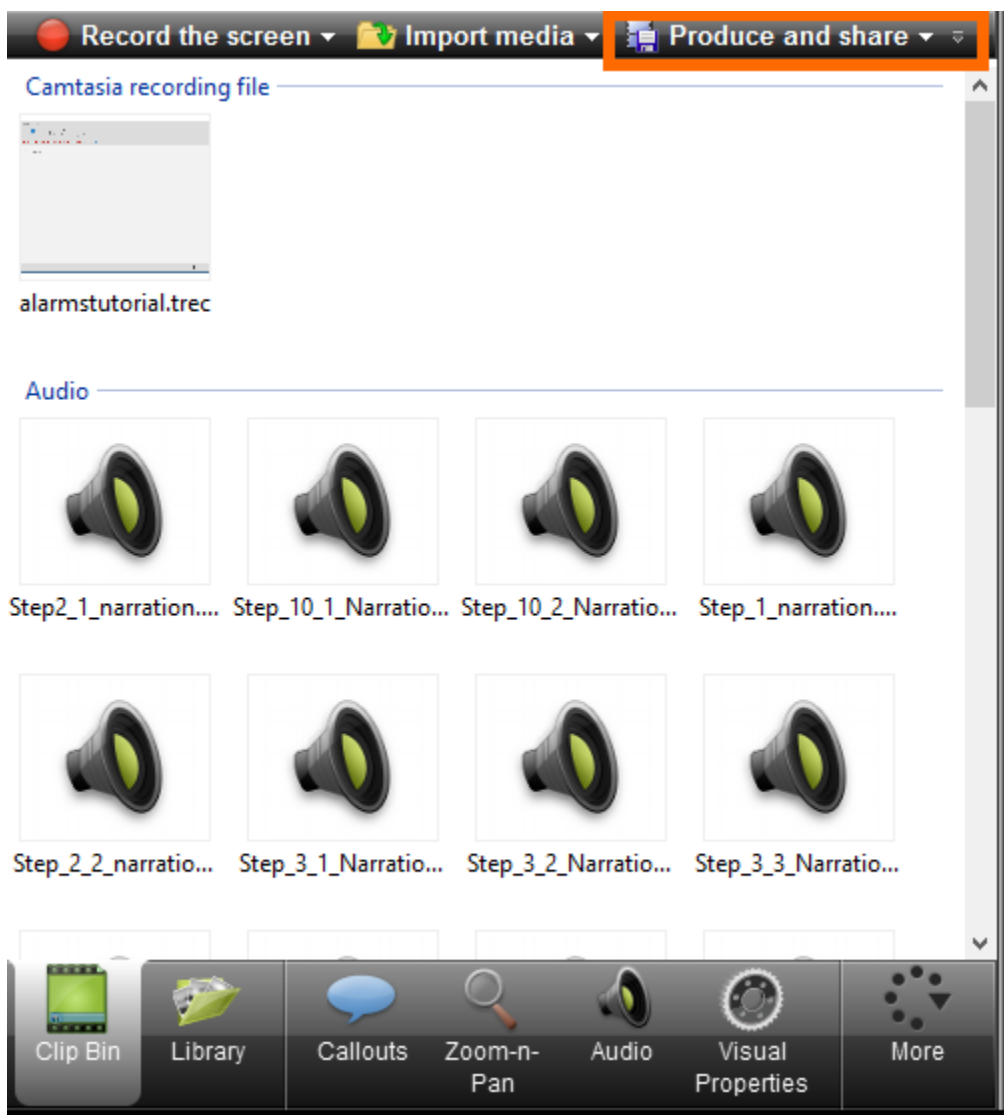 Record the screen Import media Produce and share
Camtasia recording file
alarmstutorial.trec
Audio
Step2_1_narration.... Step_10_1_Narratio... Step_10_2_Narratio... Step_1_narration....
Step_2_2_narratio... Step_3_1_Narratio... Step_3_2_Narratio... Step_3_3_Narratio...
Clip Bin Library Callouts Zoom-n- Audio Visual More
Pan Properties